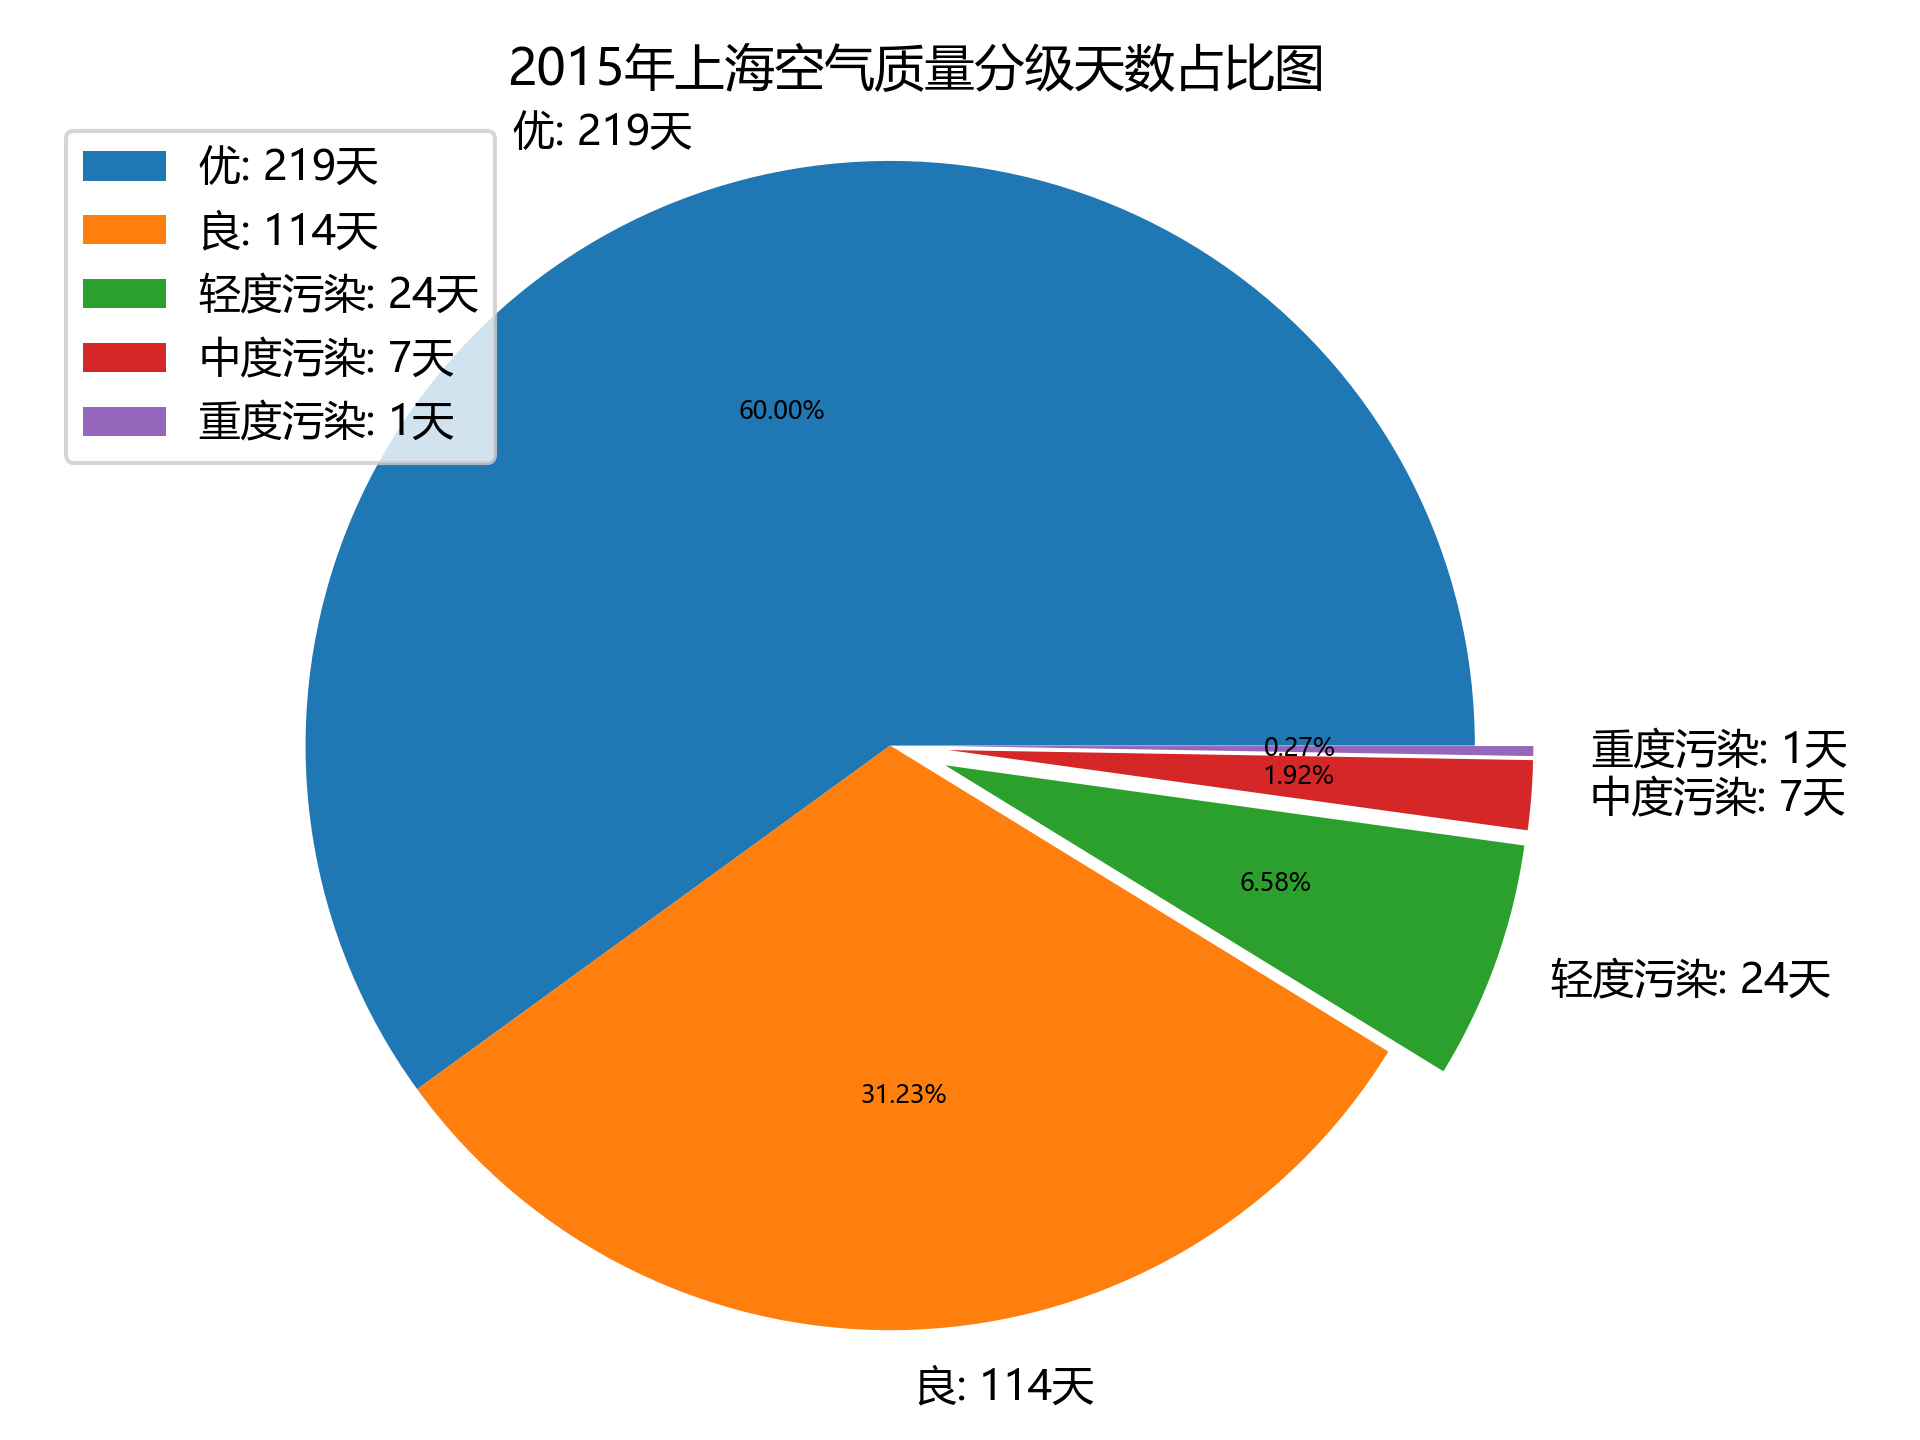 2015年上海空气质量分级天数占比图
优: 219天
优: 219天
良: 114天
轻度污染: 24天
中度污染: 7天
重度污染: 1天
60.00%
0.27%
重度污染: 1天
1.92%
中度污染: 7天
6.58%
轻度污染: 24天
31.23%
良: 114天